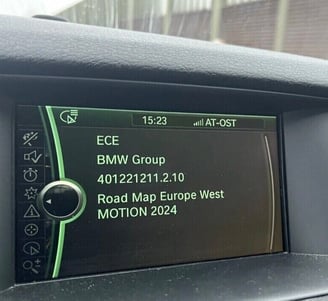 15:23 AT-OST
ECE
BMW Group
401221211.2.10
Road Map Europe West
MOTION 2024